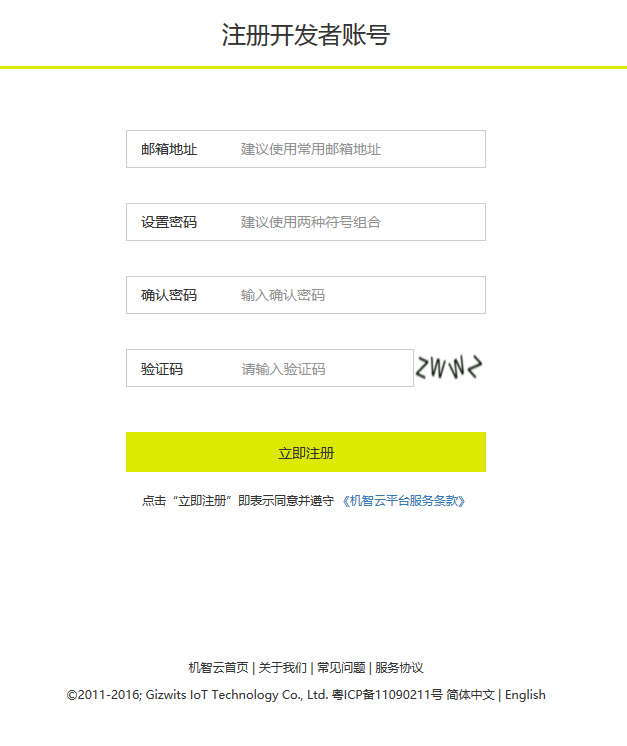 注册开发者账号
邮箱地址 建议使用常用邮箱地址
设置密码 建议使用两种符号组合
确认密码 输入确认密码
验证码 请输入验证码 ZWWZ
立即注册
点击“立即注册”即表示同意并遵守 《机智云平台服务条款》
机智云首页 | 关于我们 | 常见问题 | 服务协议
©2011-2016; Gizwits IoT Technology Co., Ltd. 粤ICP备11090211号 简体中文 | English